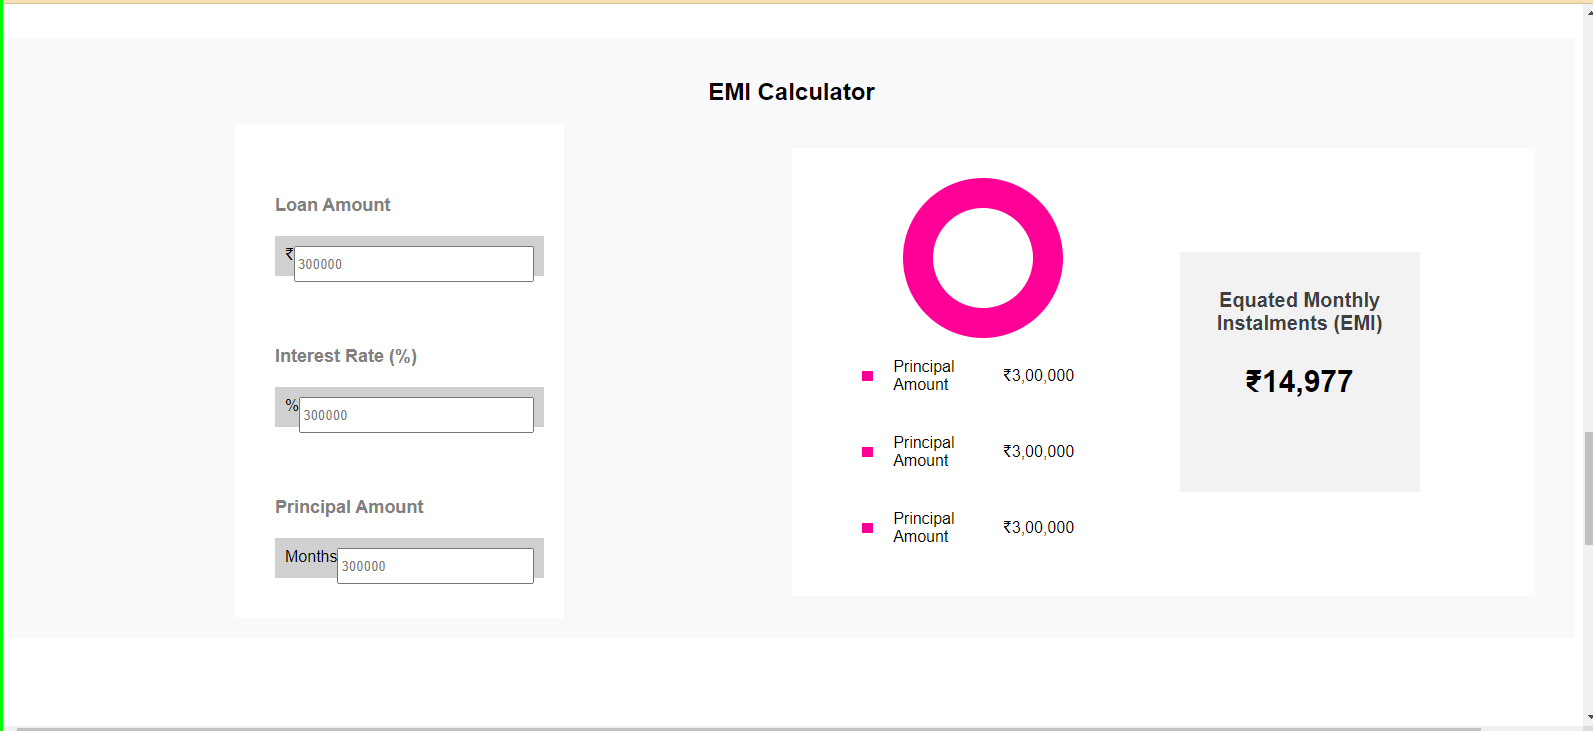 EMI Calculator
Loan Amount
₹
300000
Interest Rate (%)
%
300000
Principal Amount
Months
300000
Principal
Amount
₹3,00,000
Principal
Amount
₹3,00,000
Principal
Amount
₹3,00,000
Equated Monthly
Instalments (EMI)
₹14,977